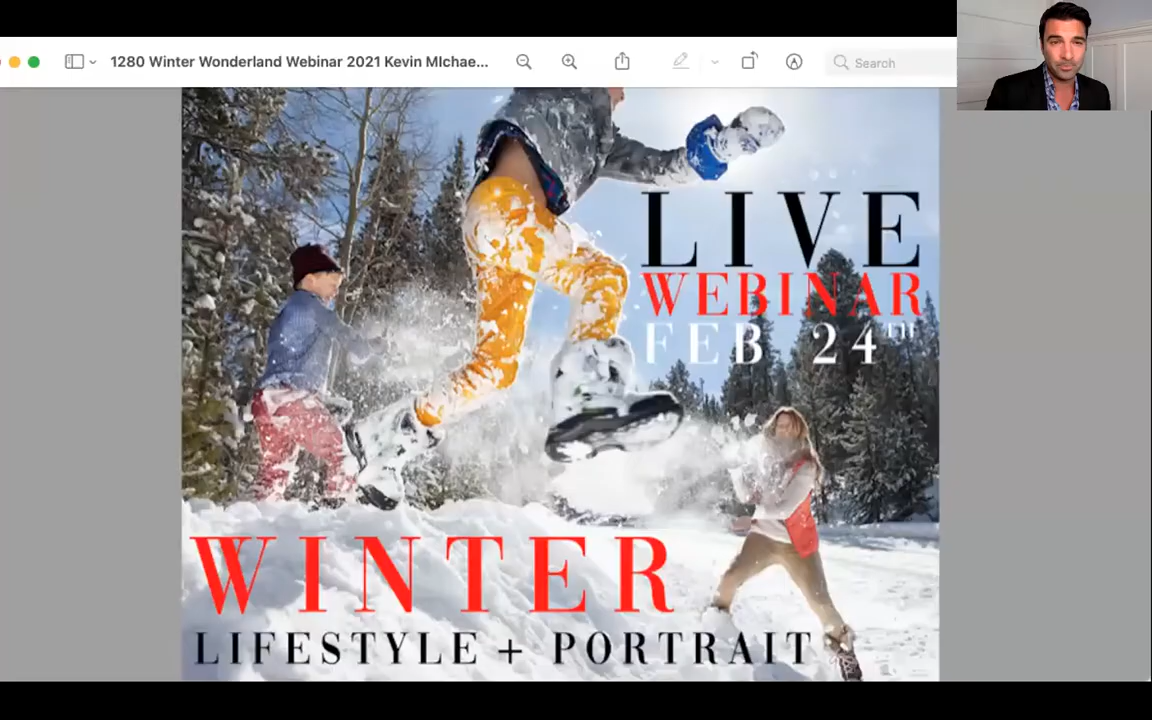 1280 Winter Wonderland Webinar 2021 Kevin MIchae...
Search
LIVE
WEBINAR
FEB 24TH
WINTER
LIFESTYLE + PORTRAIT